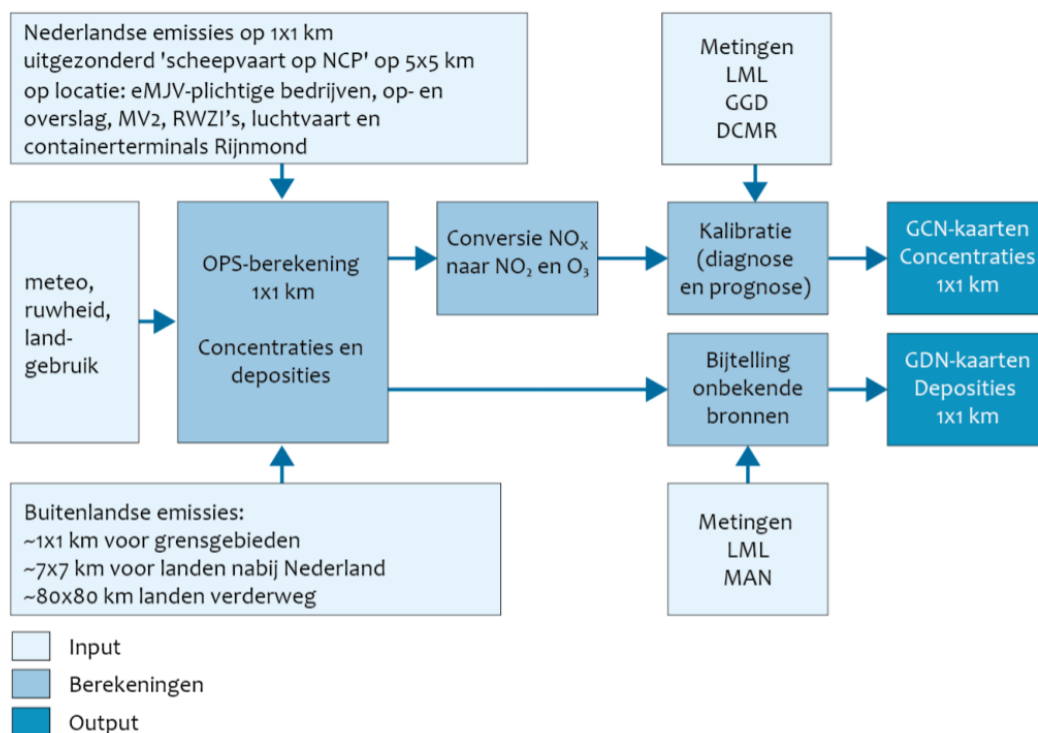 Nederlandse emissies op 1x1 km
uitgezonderd 'scheepvaart op NCP' op 5x5 km
op locatie: eMJV-plichtige bedrijven, op- en
overslag, MV2, RWZI's, luchtvaart en
containerterminals Rijnmond
Metingen
LML
GGD
DCMR
meteo,
ruwheid,
land-
gebruik
OPS-berekening
1x1 km
Concentraties en
deposities
Conversie NOₓ
naar NO₂ en O₃
Kalibratie
(diagnose
en prognose)
GCN-kaarten
Concentraties
1x1 km
Bijtelling
onbekende
bronnen
GDN-kaarten
Deposities
1x1 km
Buitenlandse emissies:
~1x1 km voor grensgebieden
~7x7 km voor landen nabij Nederland
~80x80 km landen verderweg
Metingen
LML
MAN
Input
Berekeningen
Output